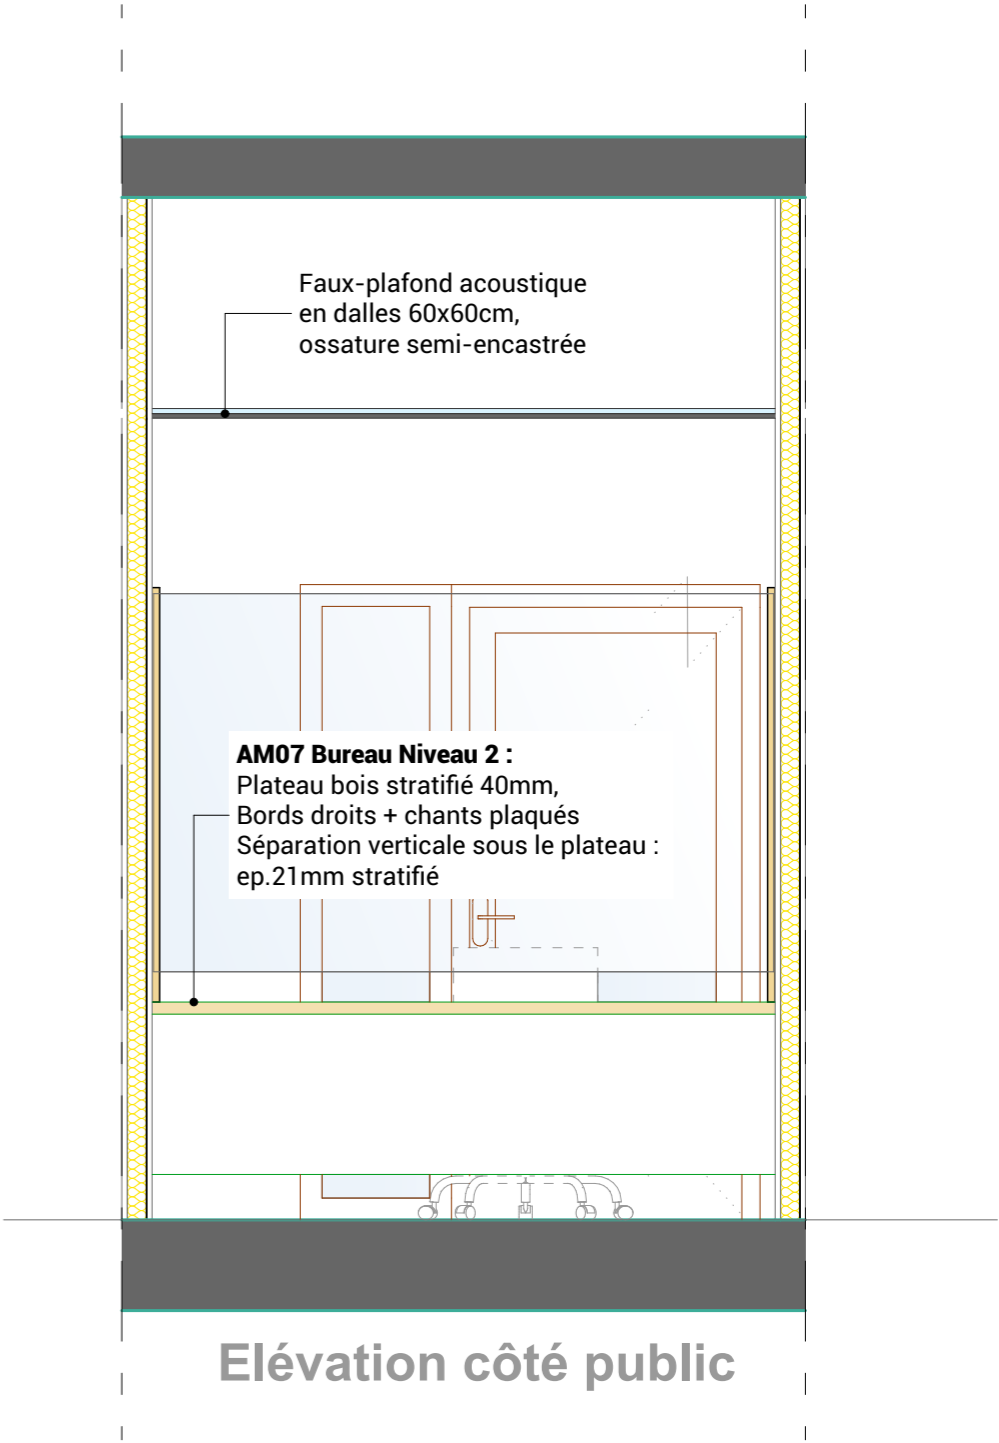 Faux-plafond acoustique
en dalles 60x60cm,
ossature semi-encastrée
AM07 Bureau Niveau 2 :
Plateau bois stratifié 40mm,
Bords droits + chants plaqués
Séparation verticale sous le plateau :
ep.21mm stratifié
Elévation côté public